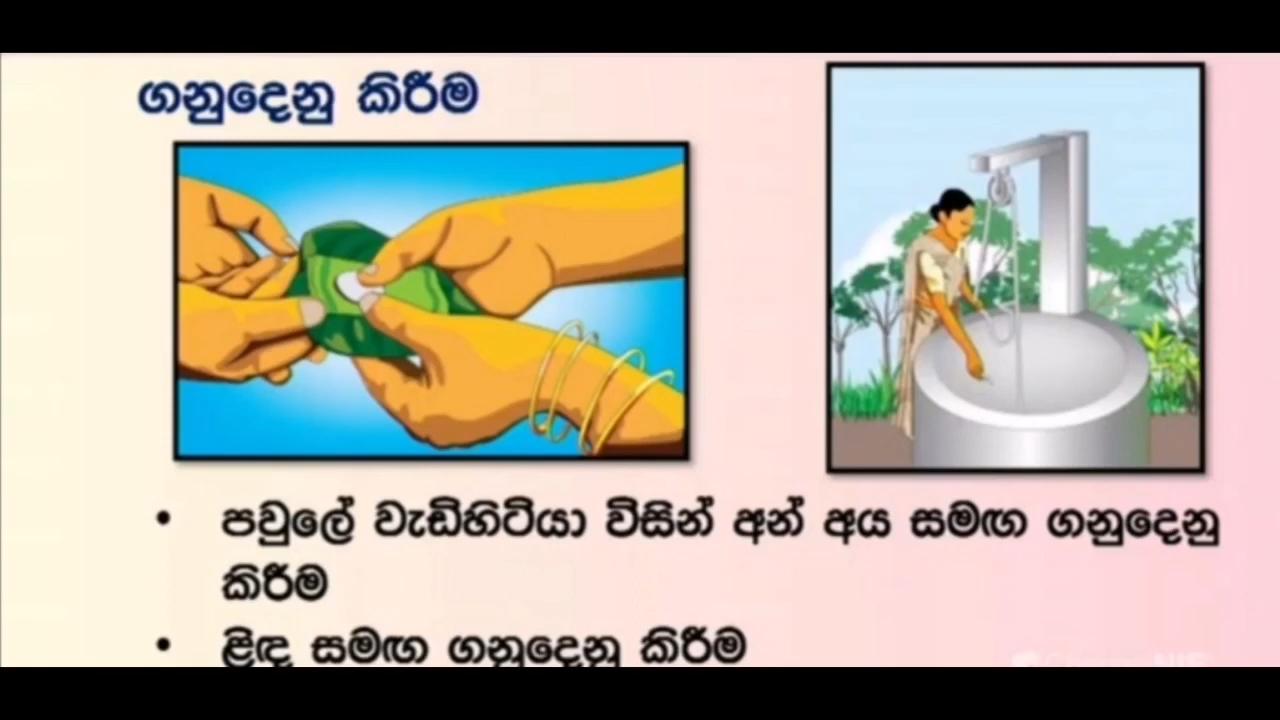 ගනුදෙනු කිරීම
• පවුලේ වැඩිහිටියා විසින් අන් අය සමඟ ගනුදෙනු
කිරීම
• ළිඳ සමඟ ගනුදෙනු කිරීම